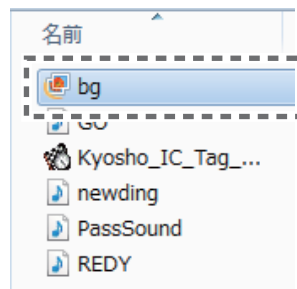 名前
bg
GO
Kyosho_IC_Tag_...
newding
PassSound
REDY